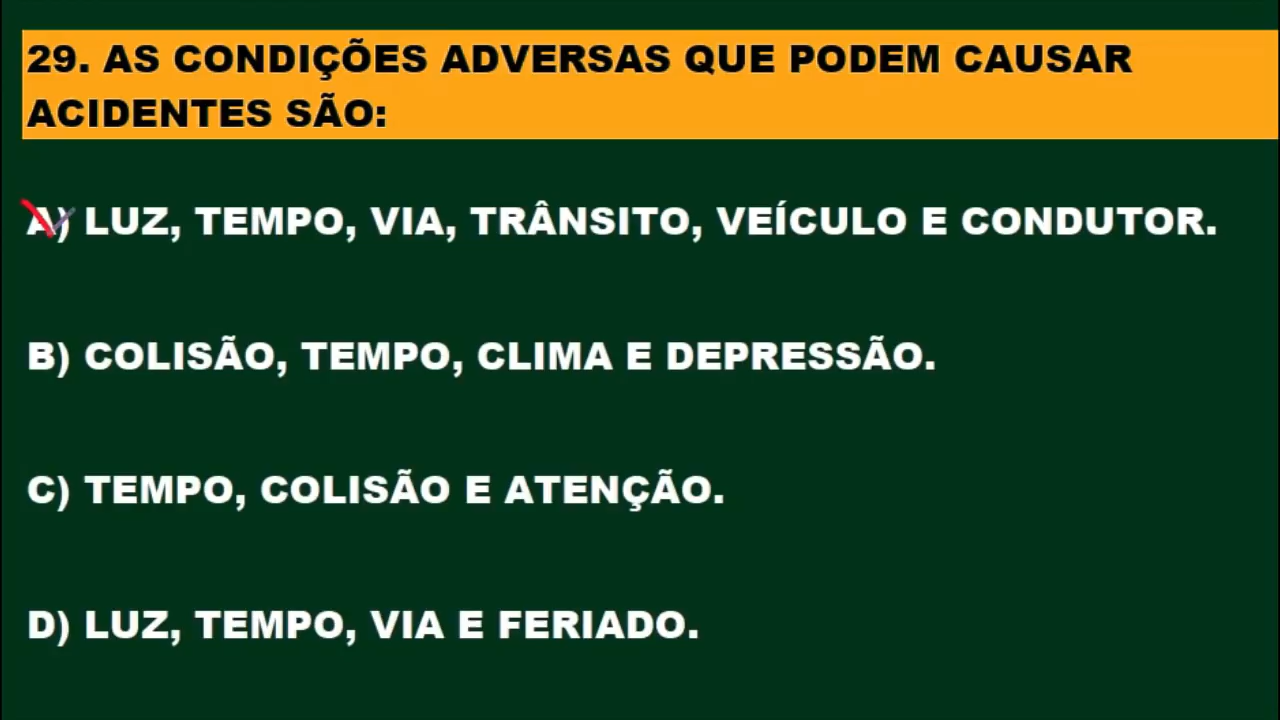 29. AS CONDIÇÕES ADVERSAS QUE PODEM CAUSAR
ACIDENTES SÃO:
A) LUZ, TEMPO, VIA, TRÂNSITO, VEÍCULO E CONDUTOR.
B) COLISÃO, TEMPO, CLIMA E DEPRESSÃO.
C) TEMPO, COLISÃO E ATENÇÃO.
D) LUZ, TEMPO, VIA E FERIADO.